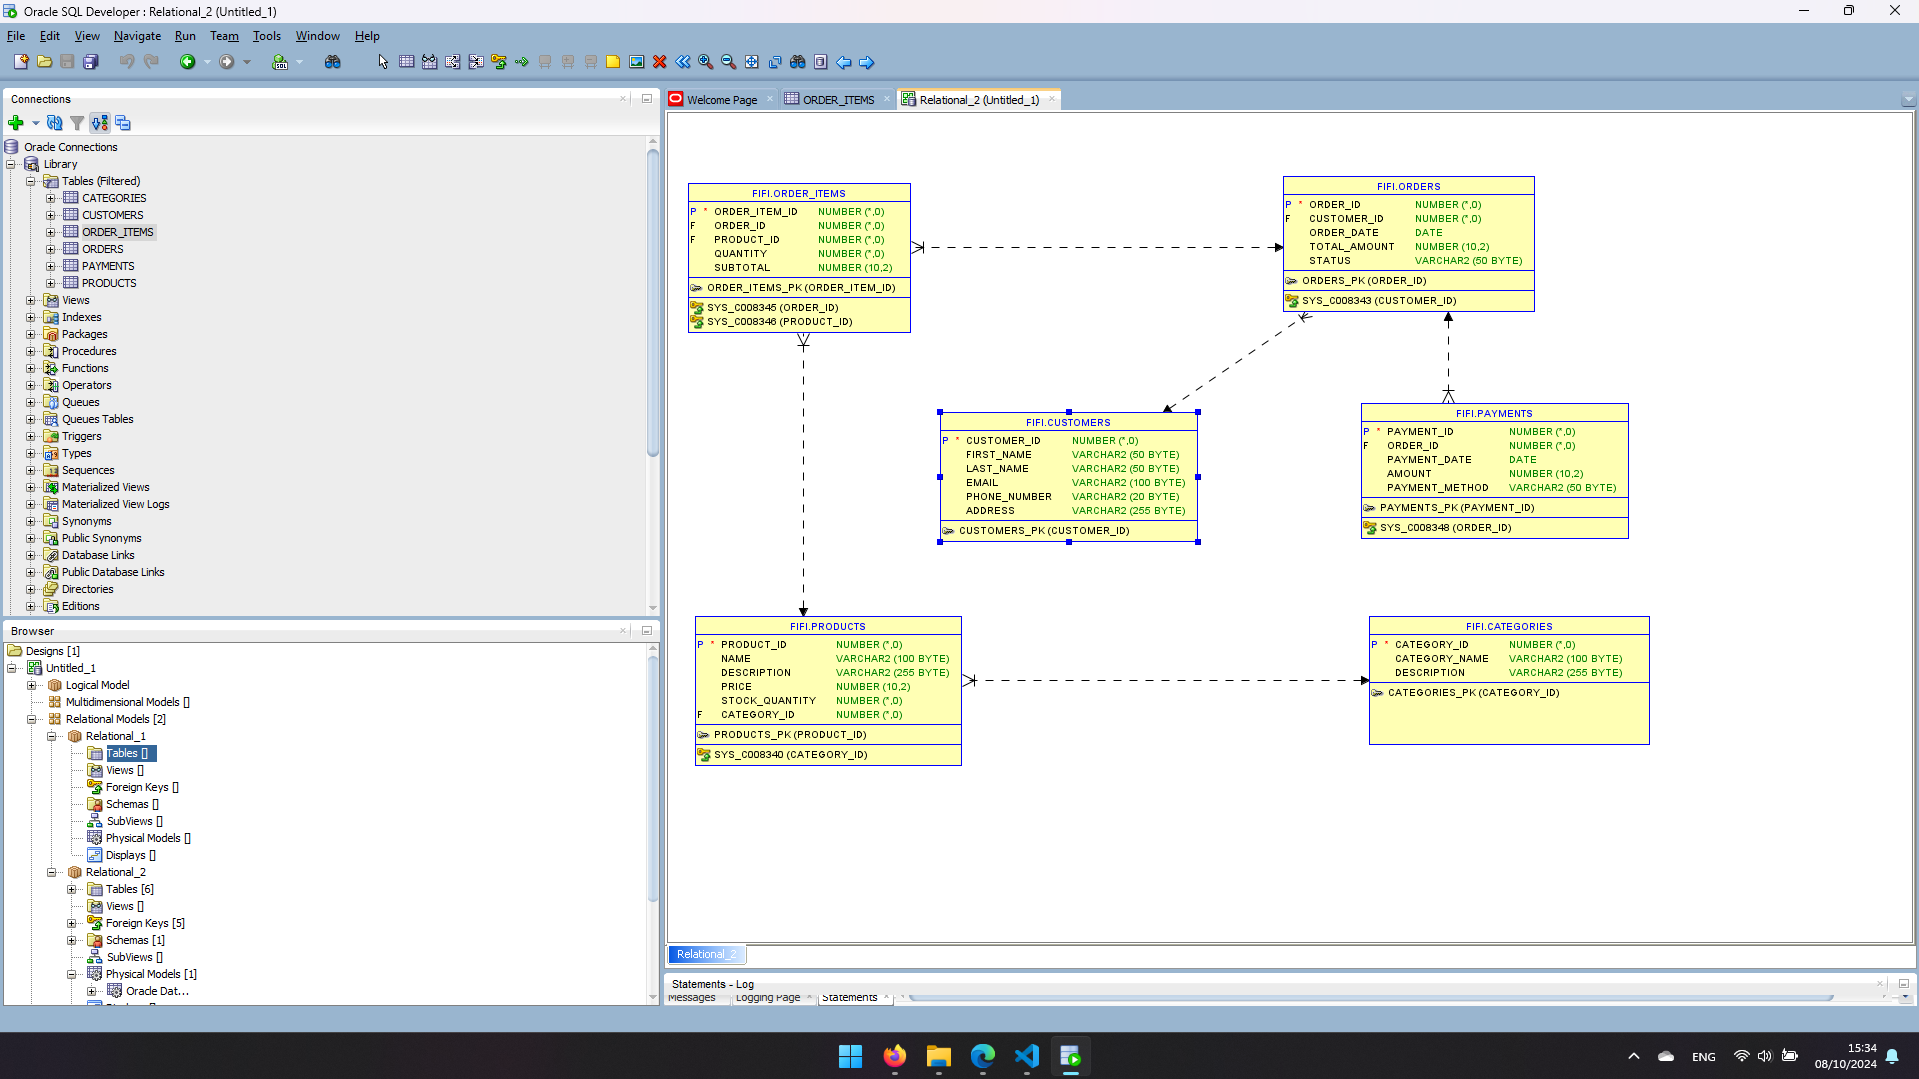 Oracle SQL Developer : Relational_2 (Untitled_1)
File Edit View Navigate Run Team Tools Window Help
Connections
Oracle Connections
Library
Tables (Filtered)
CATEGORIES
CUSTOMERS
ORDER_ITEMS
ORDERS
PAYMENTS
PRODUCTS
Views
Indexes
Packages
Procedures
Functions
Operators
Queues
Queues Tables
Triggers
Types
Sequences
Materialized Views
Materialized View Logs
Synonyms
Public Synonyms
Database Links
Public Database Links
Directories
Editions
Browser
Designs [1]
Untitled_1
Logical Model
Multidimensional Models []
Relational Models [2]
Relational_1
Tables []
Views []
Foreign Keys []
Schemas []
SubViews []
Physical Models []
Displays []
Relational_2
Tables [6]
Views []
Foreign Keys [5]
Schemas [1]
SubViews []
Physical Models [1]
Oracle Dat...
Welcome Page ORDER_ITEMS Relational_2 (Untitled_1)
FIFI.ORDER_ITEMS
P * ORDER_ITEM_ID NUMBER (*,0)
F ORDER_ID NUMBER (*,0)
F PRODUCT_ID NUMBER (*,0)
QUANTITY NUMBER (*,0)
SUBTOTAL NUMBER (10,2)
ORDER_ITEMS_PK (ORDER_ITEM_ID)
SYS_C008345 (ORDER_ID)
SYS_C008346 (PRODUCT_ID)
FIFI.ORDERS
P * ORDER_ID NUMBER (*,0)
F CUSTOMER_ID NUMBER (*,0)
ORDER_DATE DATE
TOTAL_AMOUNT NUMBER (10,2)
STATUS VARCHAR2 (50 BYTE)
ORDERS_PK (ORDER_ID)
SYS_C008343 (CUSTOMER_ID)
FIFI.CUSTOMERS
P * CUSTOMER_ID NUMBER (*,0)
FIRST_NAME VARCHAR2 (50 BYTE)
LAST_NAME VARCHAR2 (50 BYTE)
EMAIL VARCHAR2 (100 BYTE)
PHONE_NUMBER VARCHAR2 (20 BYTE)
ADDRESS VARCHAR2 (255 BYTE)
CUSTOMERS_PK (CUSTOMER_ID)
FIFI.PAYMENTS
P * PAYMENT_ID NUMBER (*,0)
F ORDER_ID NUMBER (*,0)
PAYMENT_DATE DATE
AMOUNT NUMBER (10,2)
PAYMENT_METHOD VARCHAR2 (50 BYTE)
PAYMENTS_PK (PAYMENT_ID)
SYS_C008348 (ORDER_ID)
FIFI.PRODUCTS
P * PRODUCT_ID NUMBER (*,0)
NAME VARCHAR2 (100 BYTE)
DESCRIPTION VARCHAR2 (255 BYTE)
PRICE NUMBER (10,2)
STOCK_QUANTITY NUMBER (*,0)
F CATEGORY_ID NUMBER (*,0)
PRODUCTS_PK (PRODUCT_ID)
SYS_C008340 (CATEGORY_ID)
FIFI.CATEGORIES
P * CATEGORY_ID NUMBER (*,0)
CATEGORY_NAME VARCHAR2 (100 BYTE)
DESCRIPTION VARCHAR2 (255 BYTE)
CATEGORIES_PK (CATEGORY_ID)
Relational_2
Statements - Log
Messages Logging Page Statements
ENG
15:34
08/10/2024